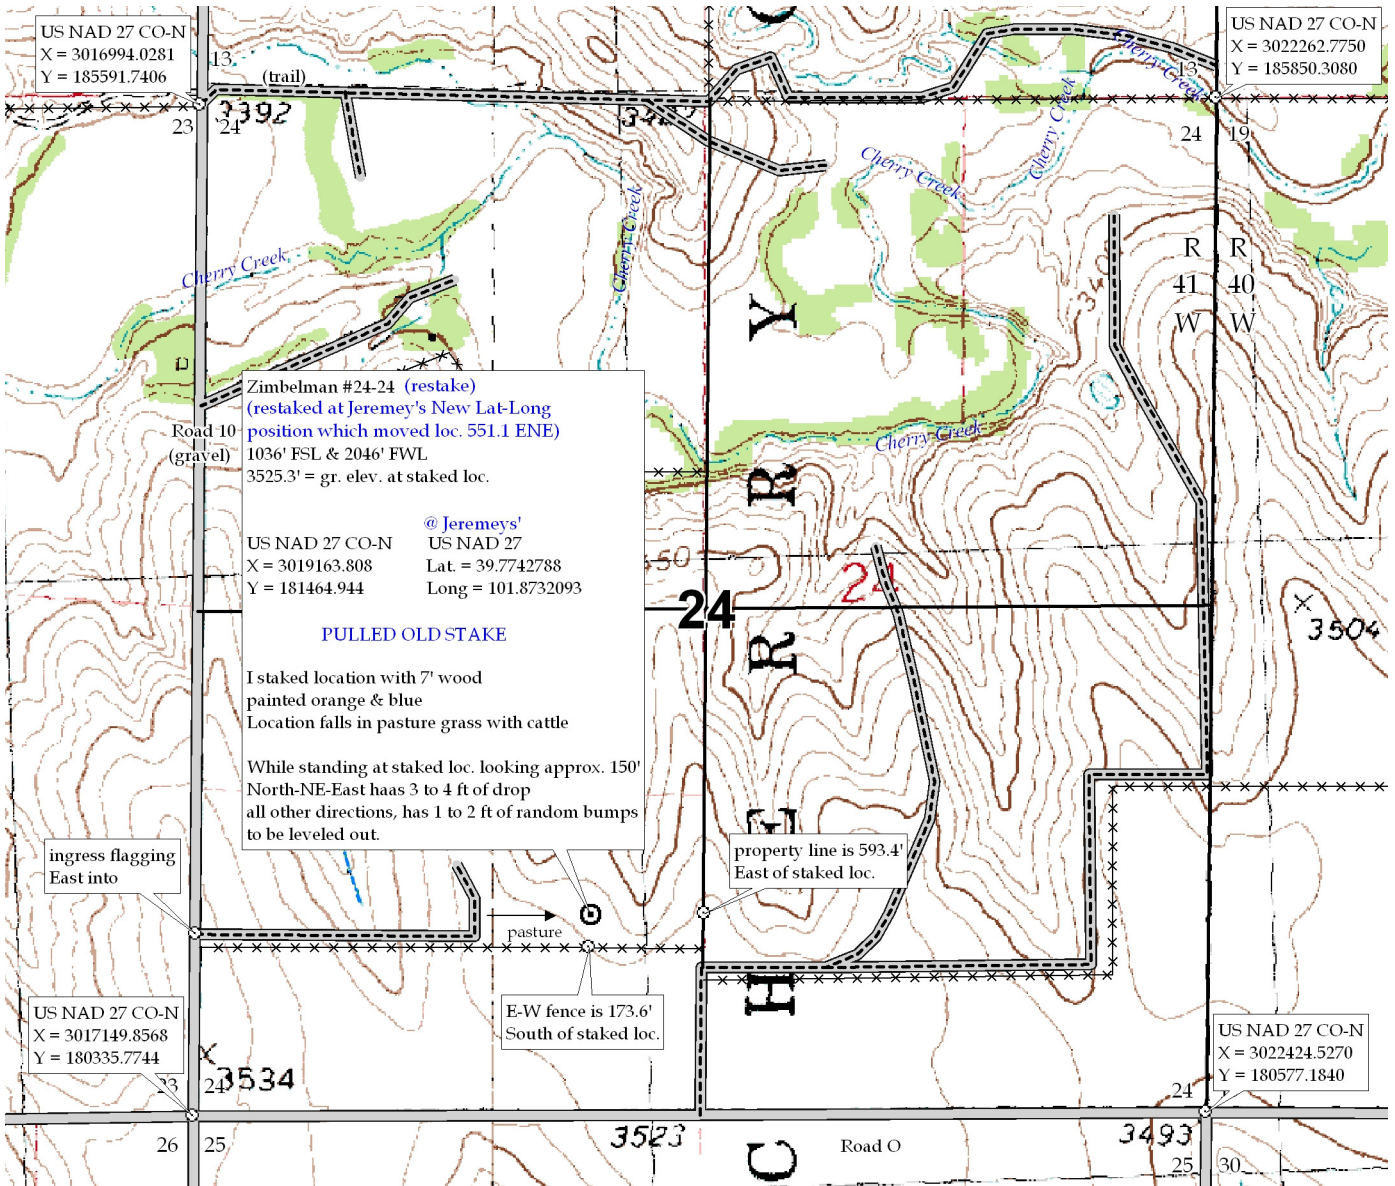 US NAD 27 CO-N
X = 3016994.0281
Y = 185591.7406
US NAD 27 CO-N
X = 3022262.7750
Y = 185850.3080
13
(trail)
3392
23
24
13
24
19
Cherry Creek
Cherry Creek
Cherry Creek
Cherry Creek
Cherry Creek
Cherry Creek
R
41
W
R
40
W
Road 10
(gravel)
Zimbelman #24-24 (restake)
(restaked at Jeremey's New Lat-Long
position which moved loc. 551.1 ENE)
1036' FSL & 2046' FWL
3525.3' = gr. elev. at staked loc.
@ Jeremeys'
US NAD 27 CO-N
US NAD 27
X = 3019163.808
Lat. = 39.7742788
Y = 181464.944
Long = 101.8732093
PULLED OLD STAKE
I staked location with 7' wood
painted orange & blue
Location falls in pasture grass with cattle
While standing at staked loc. looking approx. 150'
North-NE-East haas 3 to 4 ft of drop
all other directions, has 1 to 2 ft of random bumps
to be leveled out.
24
24
3504
C
H
E
R
R
Y
ingress flagging
East into
property line is 593.4'
East of staked loc.
pasture
E-W fence is 173.6'
South of staked loc.
US NAD 27 CO-N
X = 3017149.8568
Y = 180335.7744
US NAD 27 CO-N
X = 3022424.5270
Y = 180577.1840
23
24
3534
26
25
3523
Road O
3493
24
25
30